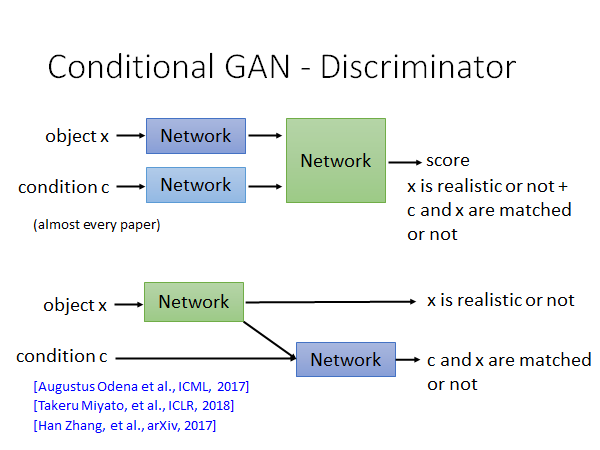 Conditional GAN - Discriminator
object x
Network
condition c
Network
Network
score
x is realistic or not +
c and x are matched
or not
(almost every paper)
object x
Network
x is realistic or not
condition c
Network
c and x are matched
or not
[Augustus Odena et al., ICML, 2017]
[Takeru Miyato, et al., ICLR, 2018]
[Han Zhang, et al., arXiv, 2017]